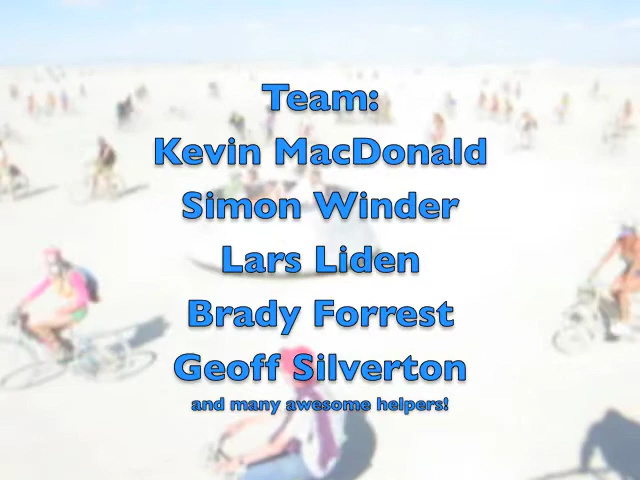 Team:
Kevin MacDonald
Simon Winder
Lars Liden
Brady Forrest
Geoff Silverton
and many awesome helpers!